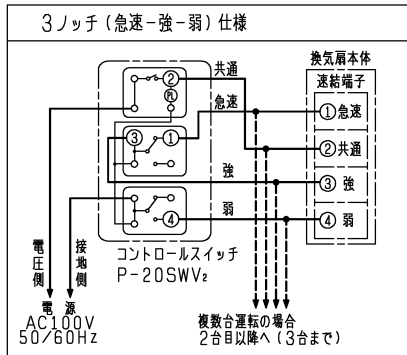 3ノッチ(急速－強－弱)仕様
共通
急速
強
弱
②
PL
③
①
④
換気扇本体
速結端子
①急速
②共通
③ 強
④ 弱
電圧側
接地側
コントロールスイッチ
P-20SWV₂
電 源
AC100V
50/60Hz
複数台運転の場合
2台目以降へ(3台まで)